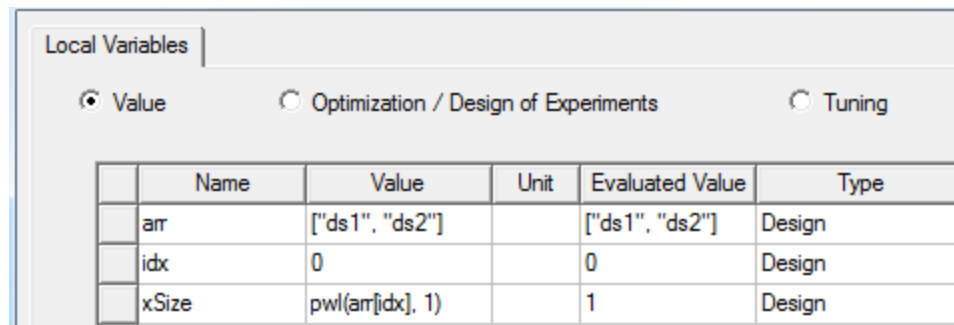 Local Variables
Value Optimization / Design of Experiments Tuning
Name Value Unit Evaluated Value Type
arr ["ds1", "ds2"] ["ds1", "ds2"] Design
idx 0 0 Design
xSize pwl(arr[idx], 1) 1 Design